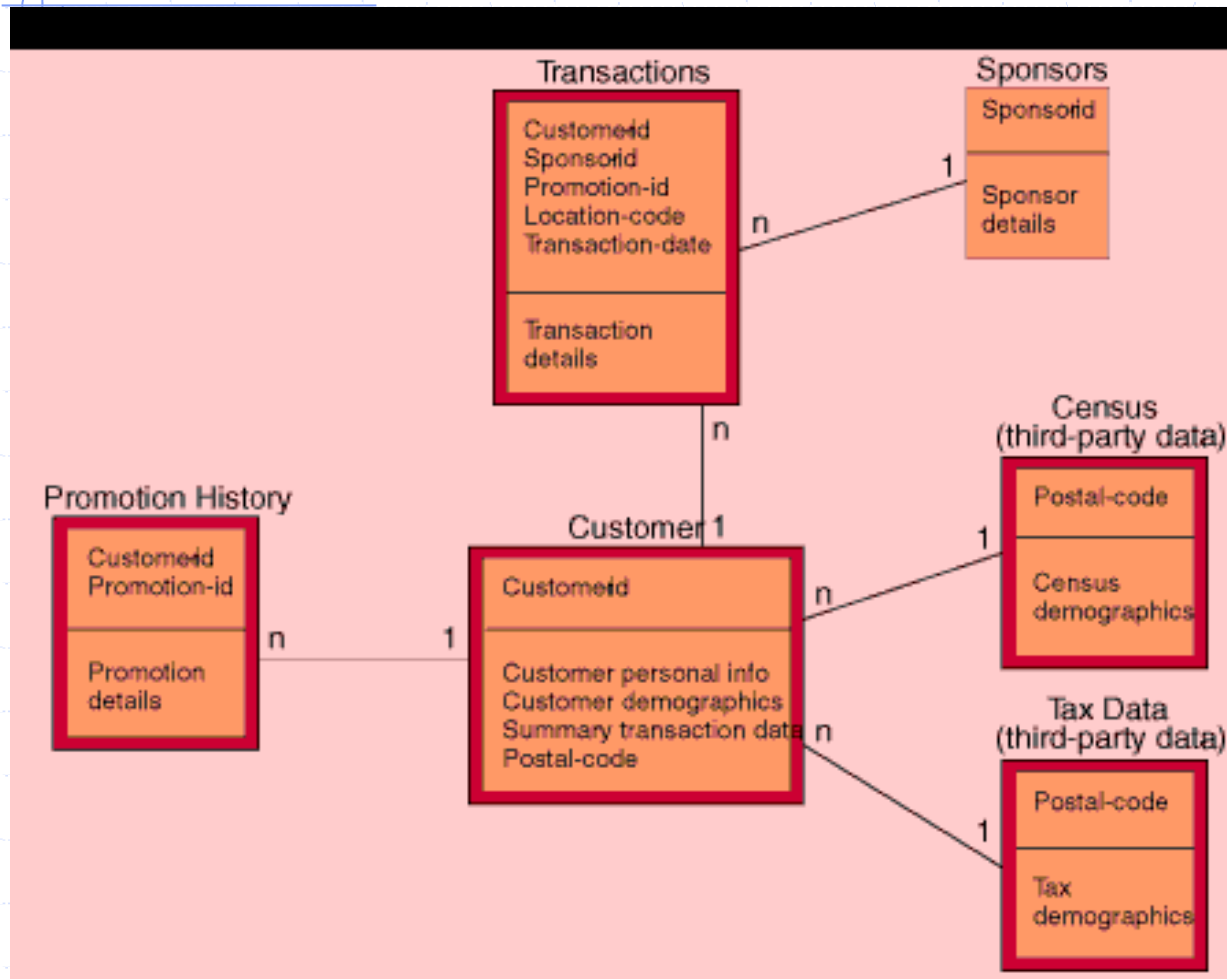 Transactions
Customerid
Sponsorid
Promotion-id
Location-code
Transaction-date
Transaction
details
n
1
Sponsors
Sponsorid
Sponsor
details
n
1
Promotion History
Customerid
Promotion-id
Promotion
details
n
1
Customer
Customerid
Customer personal info
Customer demographics
Summary transaction data
Postal-code
n
1
Census
(third-party data)
Postal-code
Census
demographics
n
1
Tax Data
(third-party data)
Postal-code
Tax
demographics